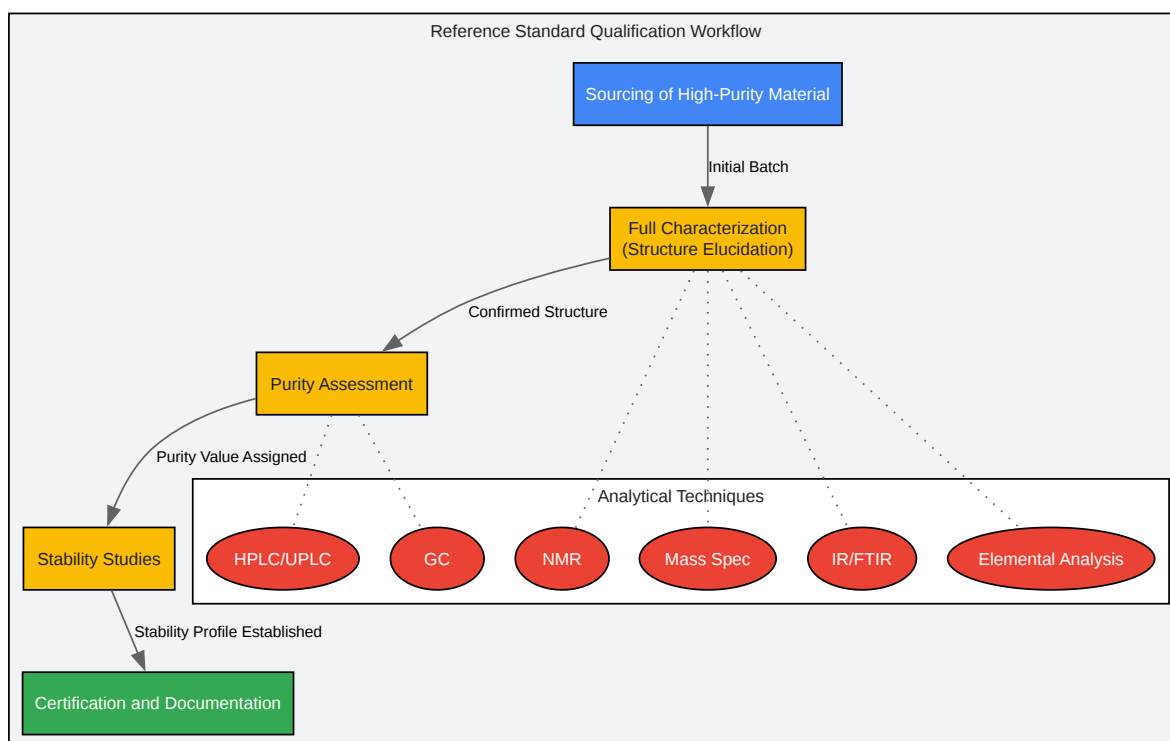 Reference Standard Qualification Workflow
Sourcing of High-Purity Material
Initial Batch
Full Characterization
(Structure Elucidation)
Confirmed Structure
Purity Assessment
Purity Value Assigned
Analytical Techniques
Stability Studies
HPLC/UPLC
GC
NMR
Mass Spec
IR/FTIR
Elemental Analysis
Stability Profile Established
Certification and Documentation